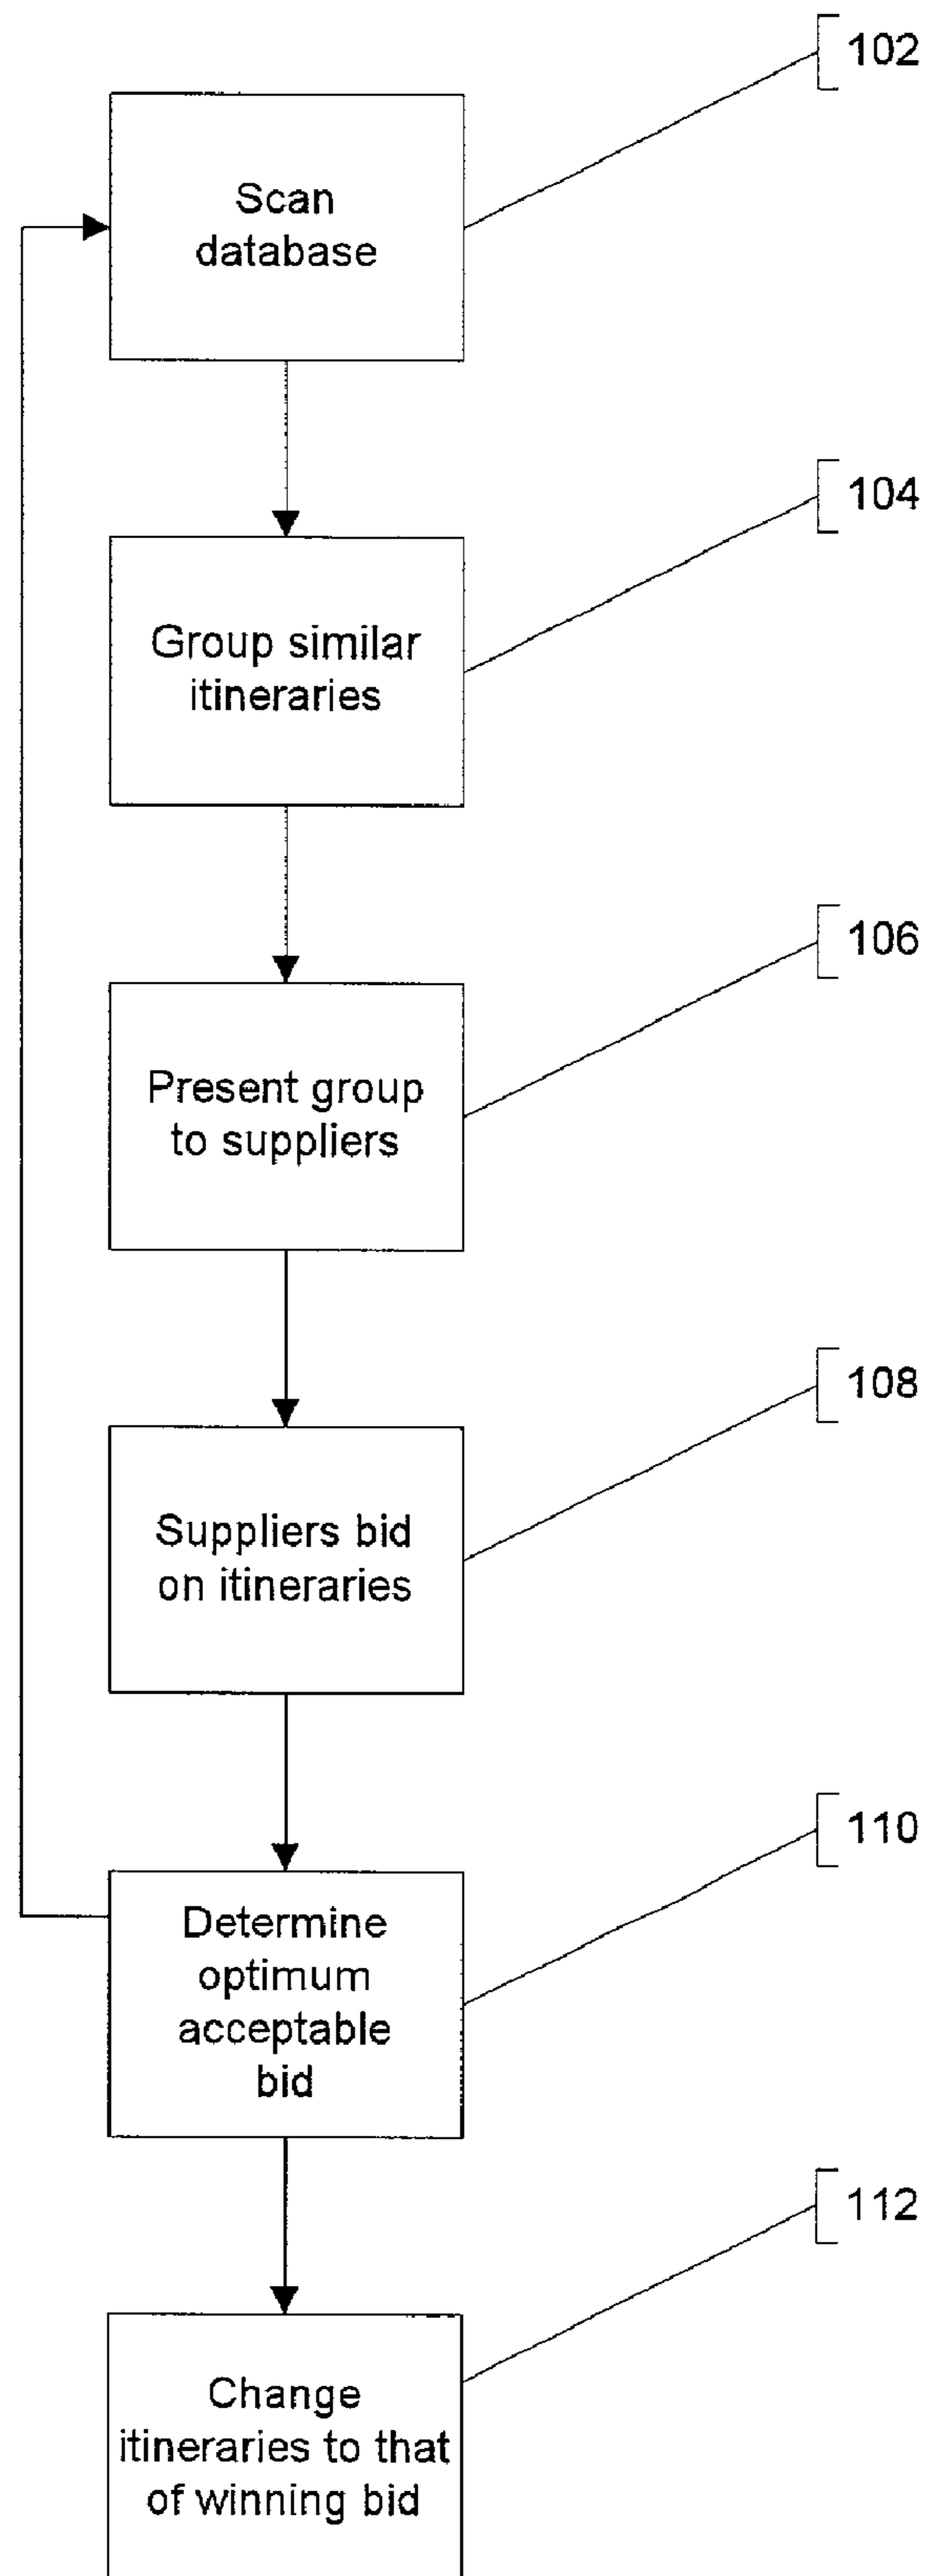 102
Scan
database
104
Group similar
itineraries
106
Present group
to suppliers
108
Suppliers bid
on itineraries
110
Determine
optimum
acceptable
bid
112
Change
itineraries to that
of winning bid